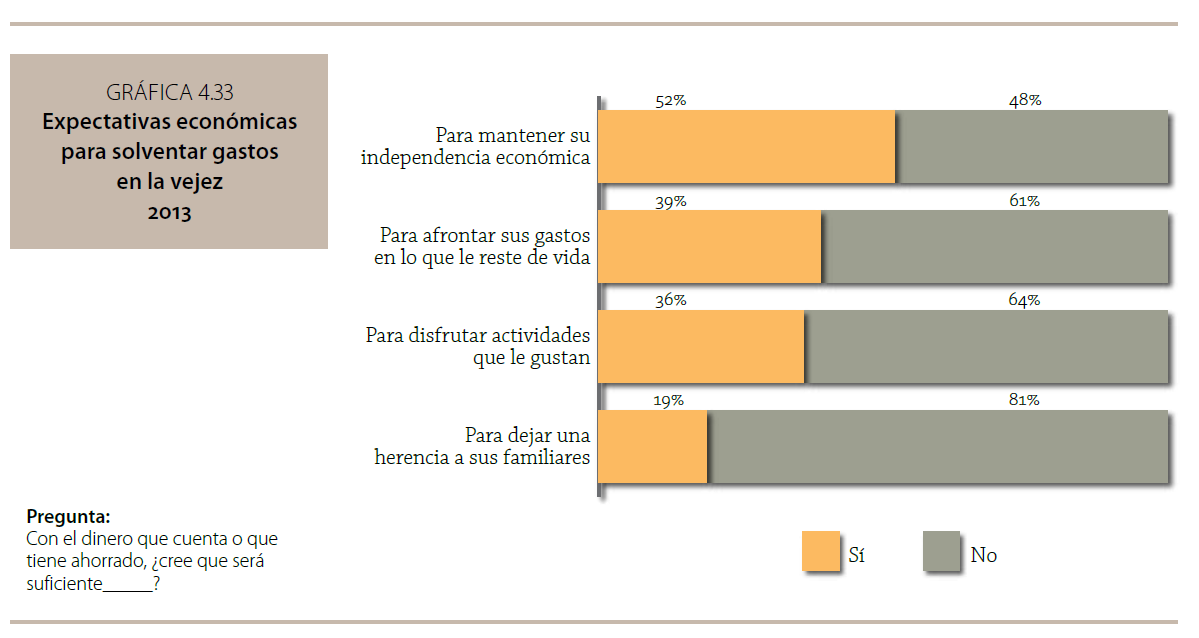 GRÁFICA 4.33
Expectativas económicas
para solventar gastos
en la vejez
2013
52%
48%
Para mantener su
independencia económica
39%
61%
Para afrontar sus gastos
en lo que le reste de vida
36%
64%
Para disfrutar actividades
que le gustan
19%
81%
Para dejar una
herencia a sus familiares
Pregunta:
Con el dinero que cuenta o que
tiene ahorrado, ¿cree que será
suficiente_____?
Sí
No